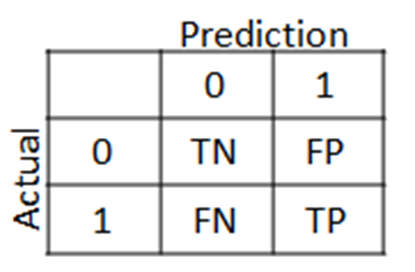 Prediction
0 1
Actual
0 TN FP
1 FN TP